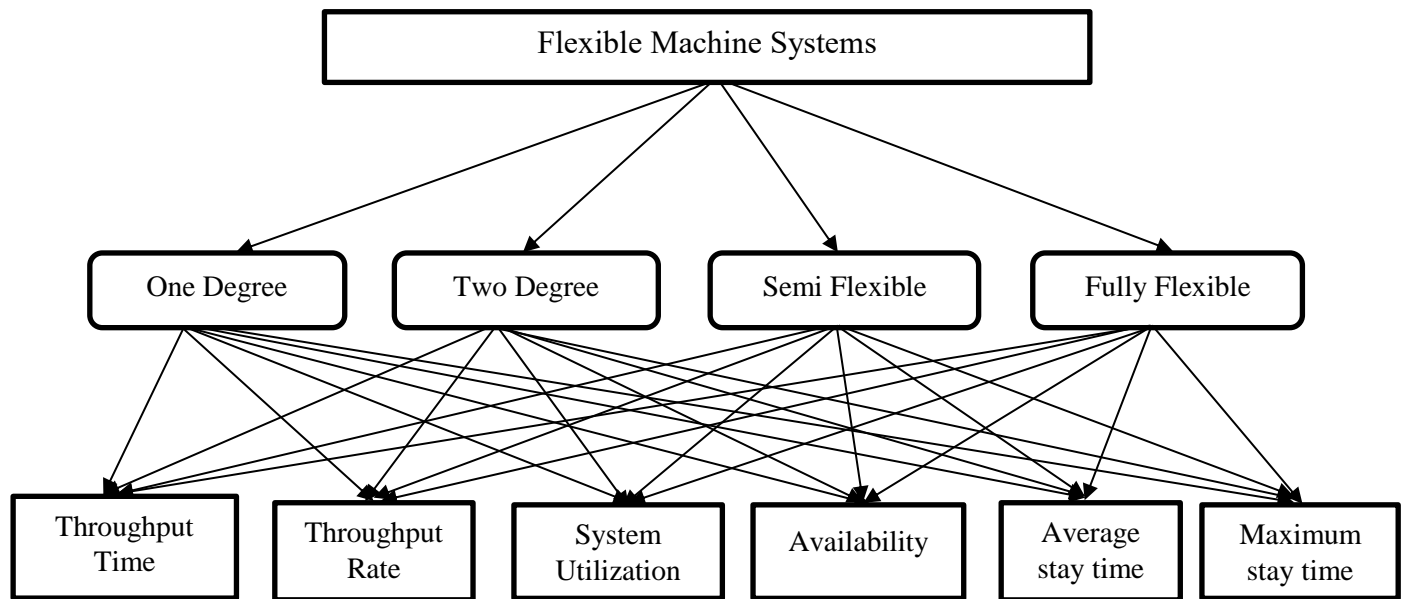 Flexible Machine Systems
One Degree
Two Degree
Semi Flexible
Fully Flexible
Throughput
Time
Throughput
Rate
System
Utilization
Availability
Average
stay time
Maximum
stay time